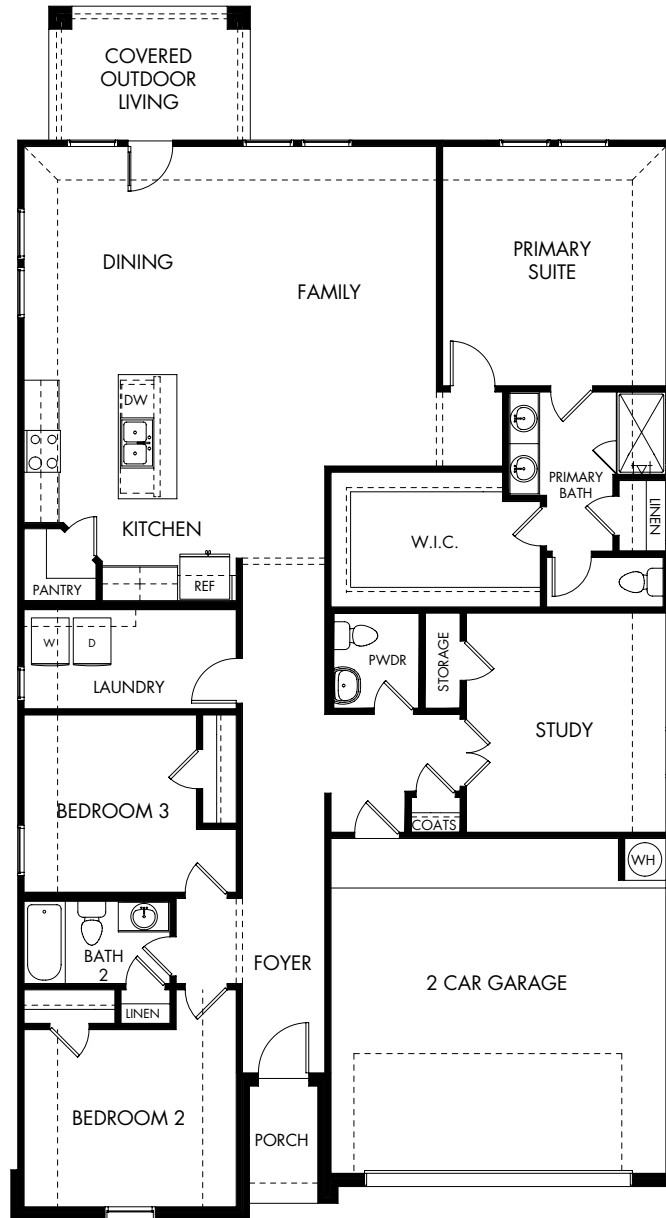 COVERED
OUTDOOR
LIVING
DINING
FAMILY
PRIMARY
SUITE
DW
KITCHEN
PRIMARY
BATH
LINEN
W.I.C.
PANTRY
REF
W
D
LAUNDRY
PWDR
STORAGE
STUDY
BEDROOM 3
COATS
WH
BATH
2
LINEN
FOYER
2 CAR GARAGE
BEDROOM 2
PORCH